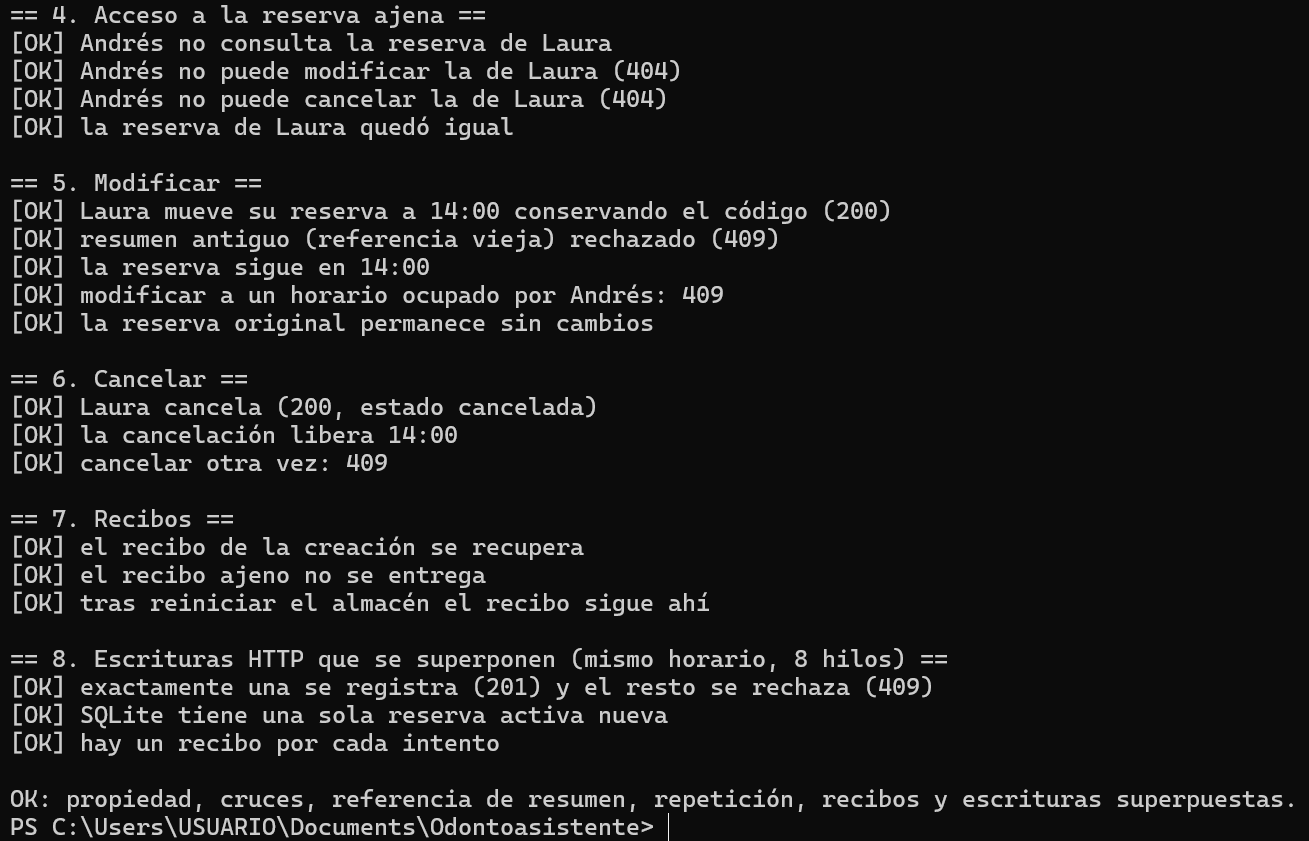 == 4. Acceso a la reserva ajena ==
[OK] Andrés no consulta la reserva de Laura
[OK] Andrés no puede modificar la de Laura (404)
[OK] Andrés no puede cancelar la de Laura (404)
[OK] la reserva de Laura quedó igual
== 5. Modificar ==
[OK] Laura mueve su reserva a 14:00 conservando el código (200)
[OK] resumen antiguo (referencia vieja) rechazado (409)
[OK] la reserva sigue en 14:00
[OK] modificar a un horario ocupado por Andrés: 409
[OK] la reserva original permanece sin cambios
== 6. Cancelar ==
[OK] Laura cancela (200, estado cancelada)
[OK] la cancelación libera 14:00
[OK] cancelar otra vez: 409
== 7. Recibos ==
[OK] el recibo de la creación se recupera
[OK] el recibo ajeno no se entrega
[OK] tras reiniciar el almacén el recibo sigue ahí
== 8. Escrituras HTTP que se superponen (mismo horario, 8 hilos) ==
[OK] exactamente una se registra (201) y el resto se rechaza (409)
[OK] SQLite tiene una sola reserva activa nueva
[OK] hay un recibo por cada intento
OK: propiedad, cruces, referencia de resumen, repetición, recibos y escrituras superpuestas.
PS C:\Users\USUARIO\Documents\Odontoasistente>